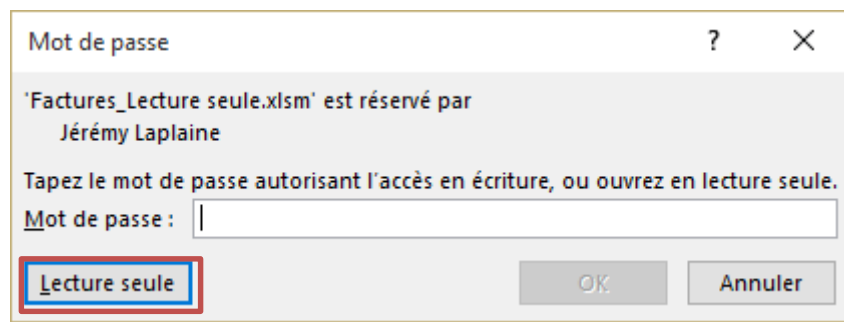 Mot de passe ?
'Factures_Lecture seule.xlsm' est réservé par
Jérémy Laplaine
Tapez le mot de passe autorisant l'accès en écriture, ou ouvrez en lecture seule.
Mot de passe :
Lecture seule OK Annuler